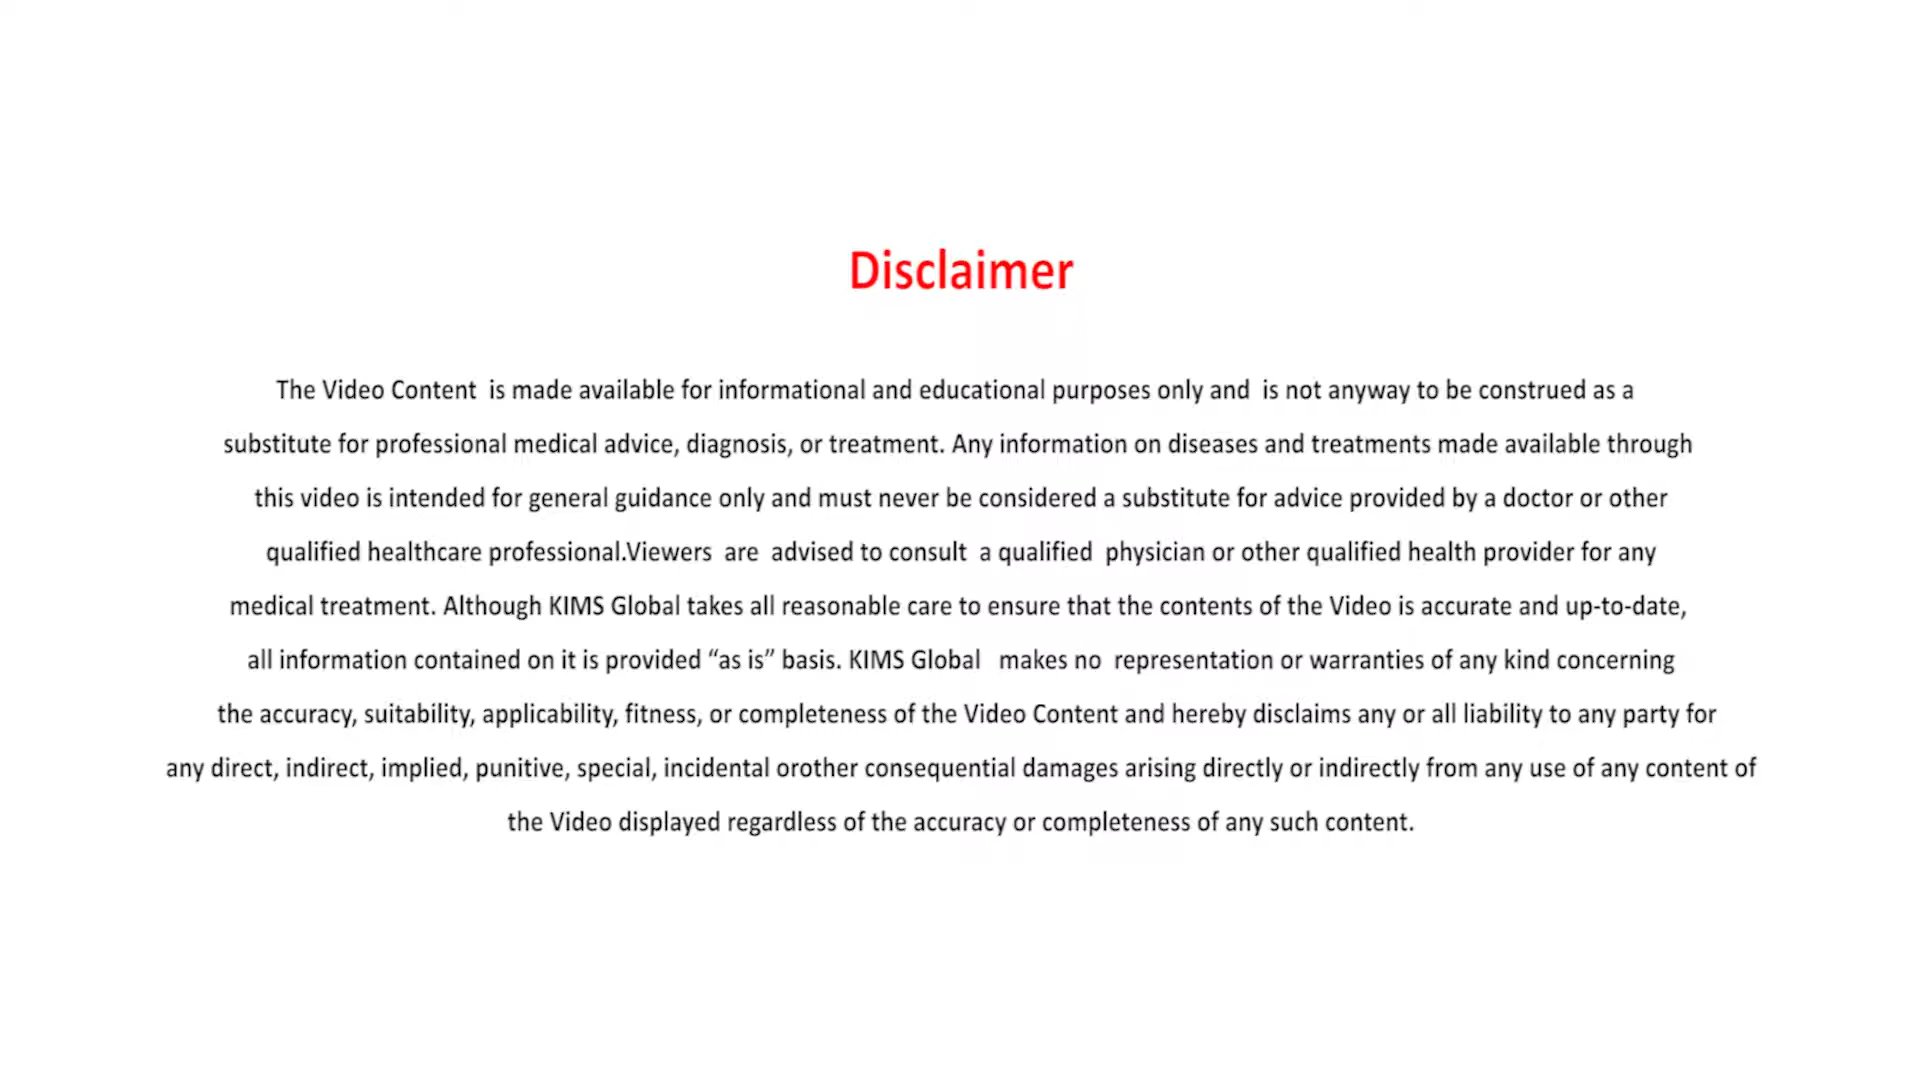 Disclaimer
The Video Content is made available for informational and educational purposes only and is not anyway to be construed as a
substitute for professional medical advice, diagnosis, or treatment. Any information on diseases and treatments made available through
this video is intended for general guidance only and must never be considered a substitute for advice provided by a doctor or other
qualified healthcare professional.Viewers are advised to consult a qualified physician or other qualified health provider for any
medical treatment. Although KIMS Global takes all reasonable care to ensure that the contents of the Video is accurate and up-to-date,
all information contained on it is provided “as is” basis. KIMS Global makes no representation or warranties of any kind concerning
the accuracy, suitability, applicability, fitness, or completeness of the Video Content and hereby disclaims any or all liability to any party for
any direct, indirect, implied, punitive, special, incidental orother consequential damages arising directly or indirectly from any use of any content of
the Video displayed regardless of the accuracy or completeness of any such content.